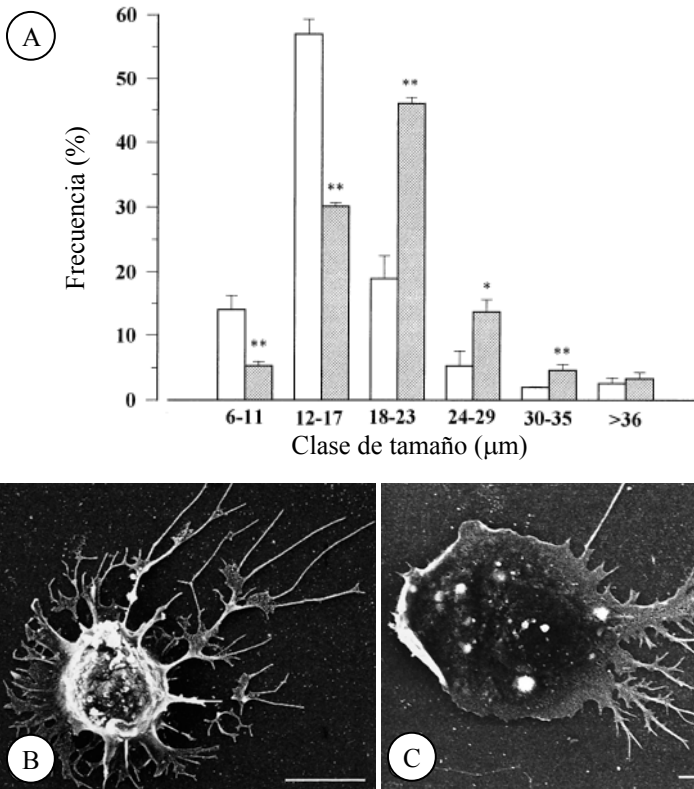 A
60
50
40
30
20
10
0
Frecuencia (%)
**
**
**
*
**
6-11 12-17 18-23 24-29 30-35 >36
Clase de tamaño (μm)
B
C